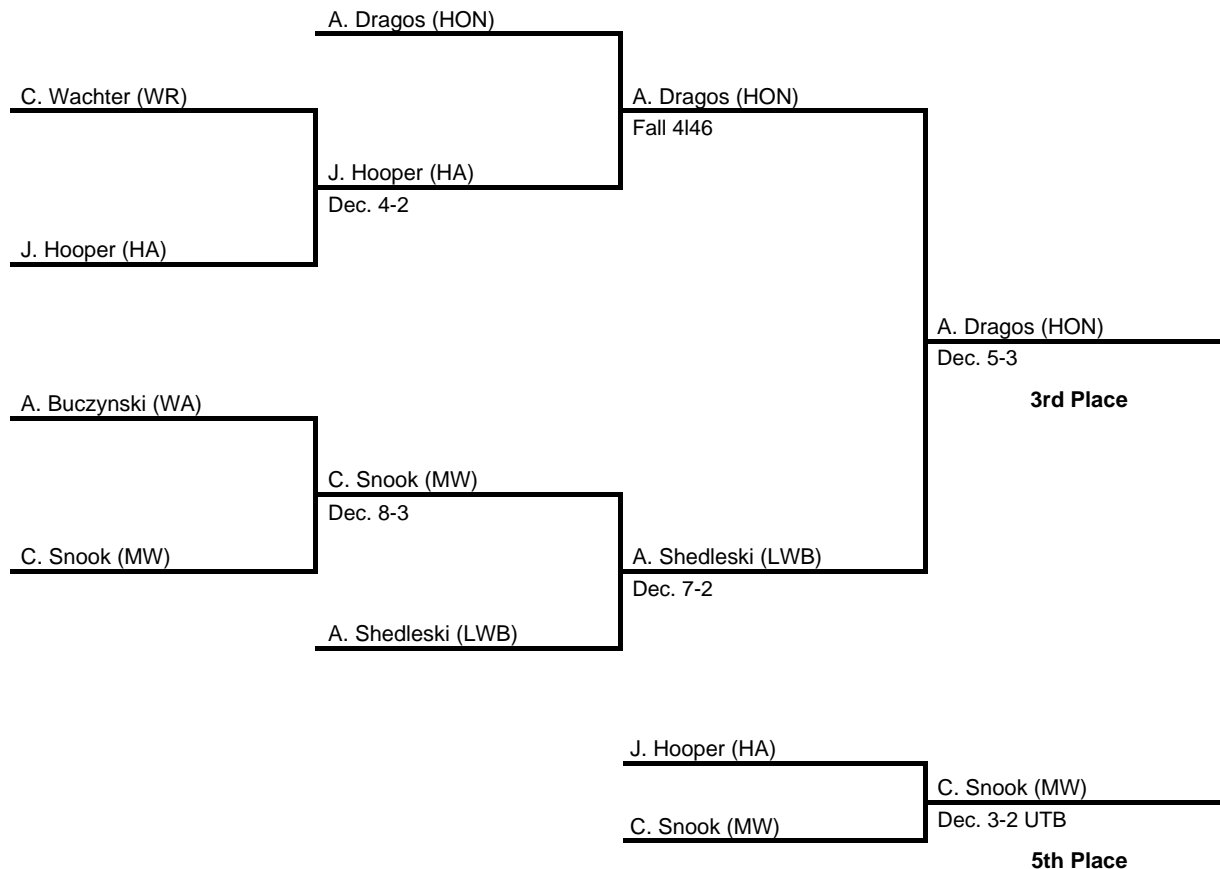 A. Dragos (HON)
C. Wachter (WR)
A. Dragos (HON)
Fall 4l46
J. Hooper (HA)
Dec. 4-2
J. Hooper (HA)
A. Dragos (HON)
Dec. 5-3
3rd Place
A. Buczynski (WA)
C. Snook (MW)
Dec. 8-3
C. Snook (MW)
A. Shedleski (LWB)
Dec. 7-2
A. Shedleski (LWB)
J. Hooper (HA)
C. Snook (MW)
Dec. 3-2 UTB
C. Snook (MW)
5th Place